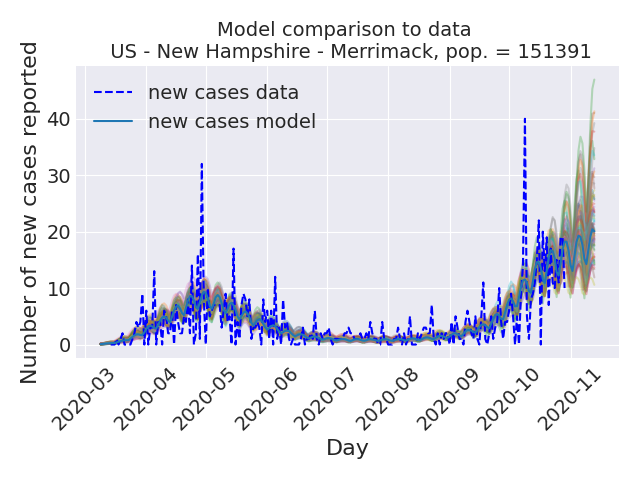 Model comparison to data
US - New Hampshire - Merrimack, pop. = 151391
Number of new cases reported
40
30
20
10
0
new cases data
new cases model
2020-03
2020-04
2020-05
2020-06
2020-07
2020-08
2020-09
2020-10
2020-11
Day